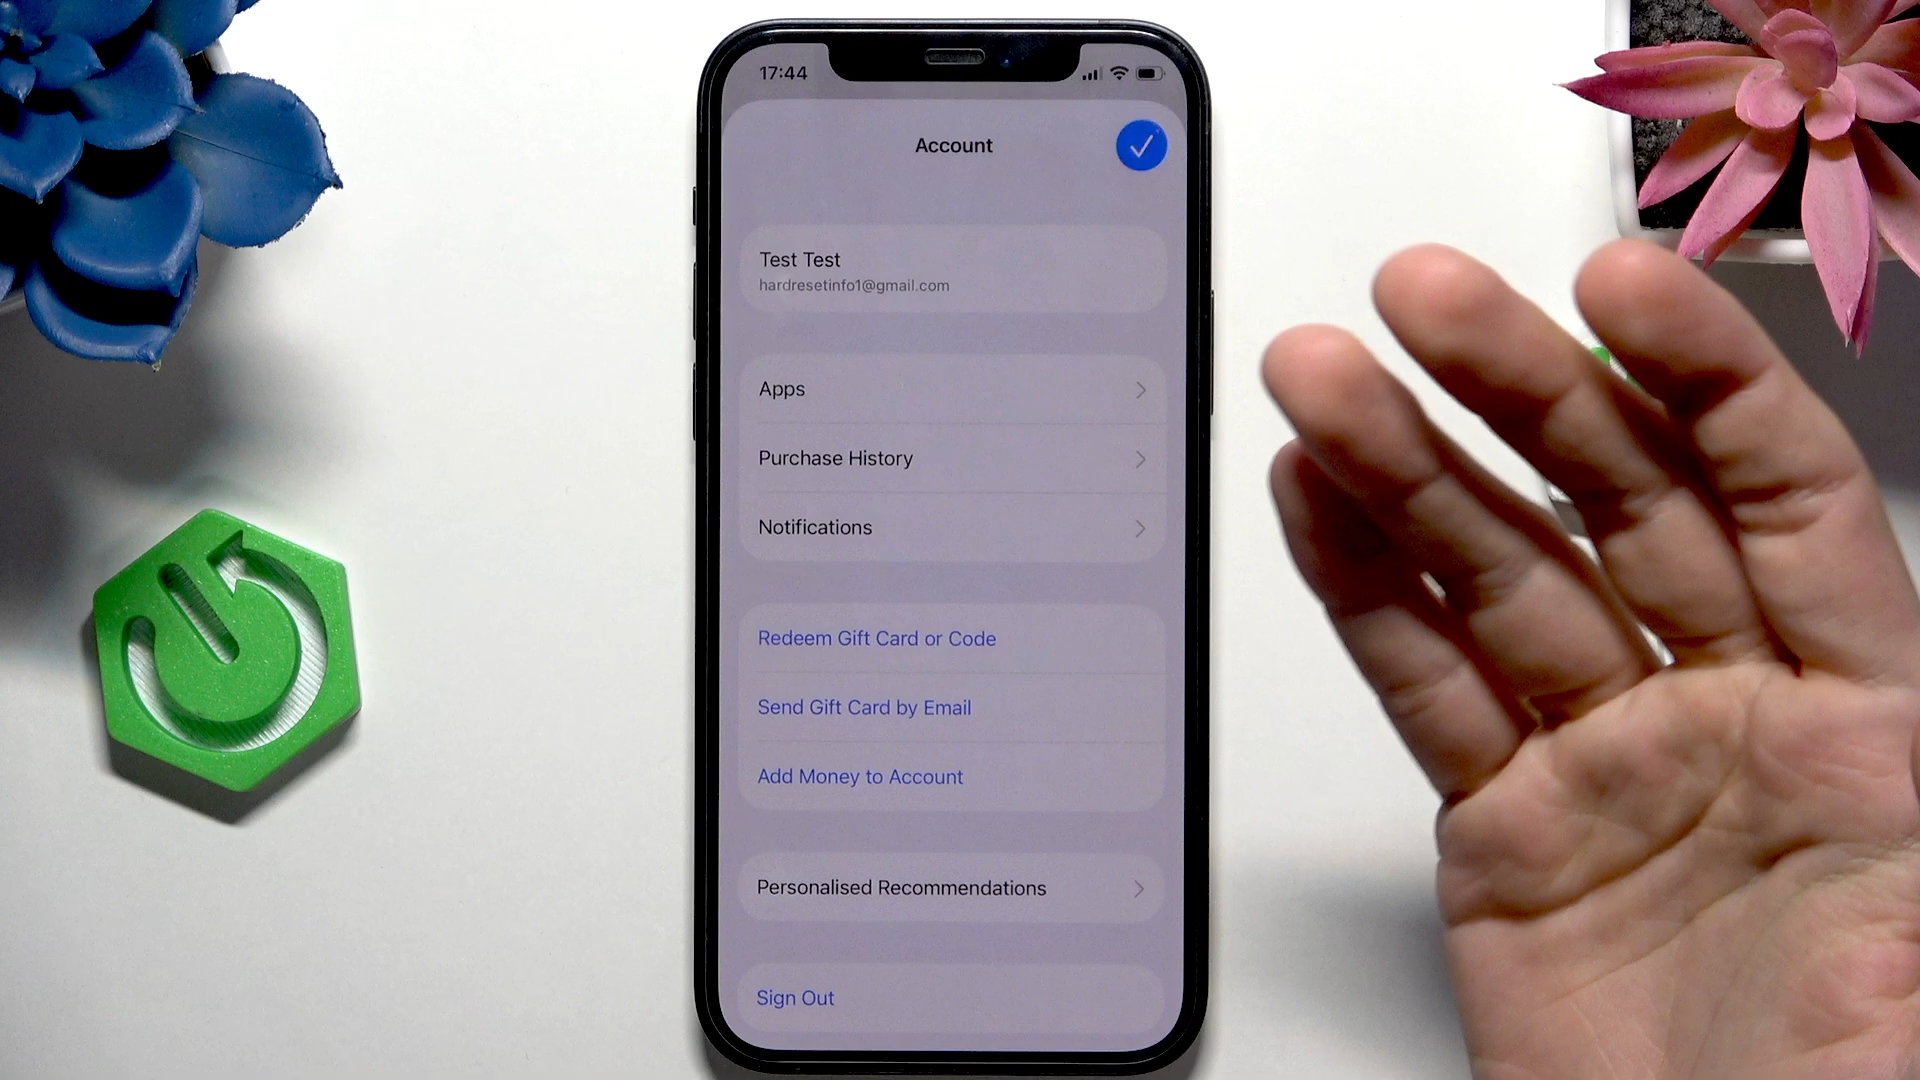 17:44
Account
Test Test
hardresetinfo1@gmail.com
Apps
Purchase History
Notifications
Redeem Gift Card or Code
Send Gift Card by Email
Add Money to Account
Personalised Recommendations
Sign Out